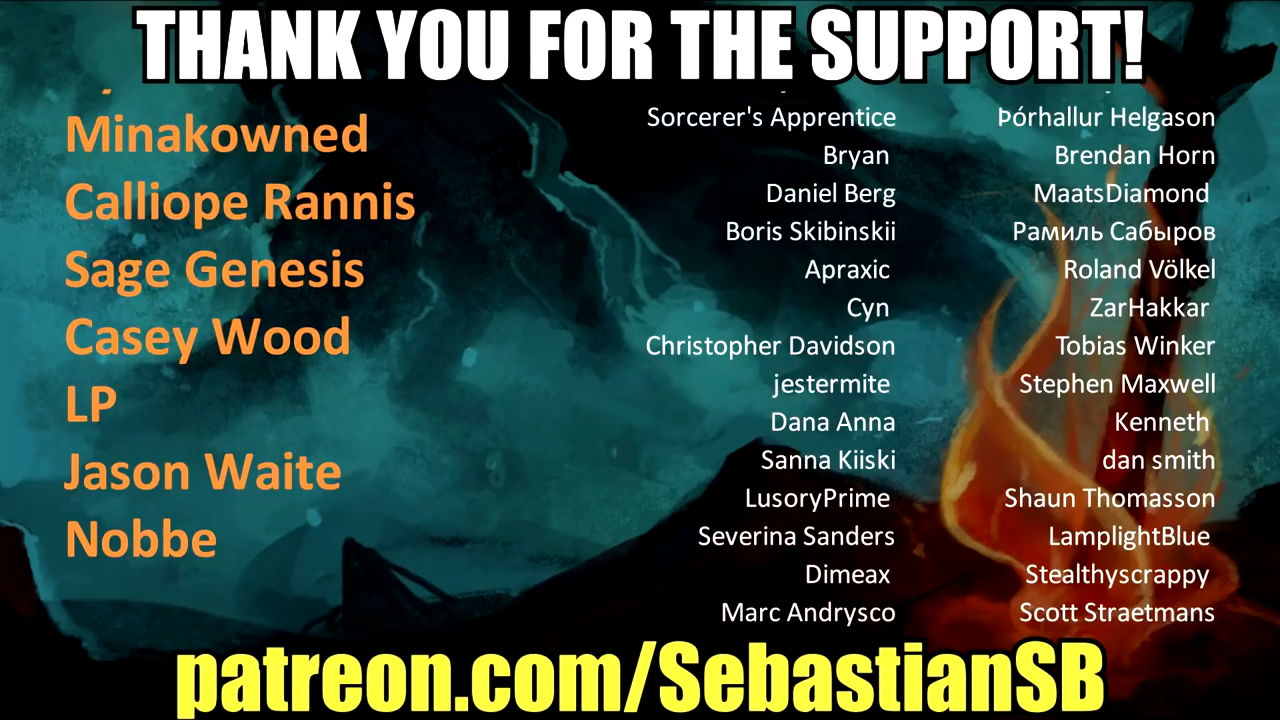 THANK YOU FOR THE SUPPORT!
Minakowned
Calliope Rannis
Sage Genesis
Casey Wood
LP
Jason Waite
Nobbe
Sorcerer's Apprentice
Bryan
Daniel Berg
Boris Skibinskii
Apraxic
Cyn
Christopher Davidson
jestermite
Dana Anna
Sanna Kiiski
LusoryPrime
Severina Sanders
Dimeax
Marc Andrysco
Þórhallur Helgason
Brendan Horn
MaatsDiamond
Рамиль Сабыров
Roland Völkel
ZarHakkar
Tobias Winker
Stephen Maxwell
Kenneth
dan smith
Shaun Thomasson
LamplightBlue
Stealthyscrappy
Scott Straetmans
patreon.com/SebastianSB